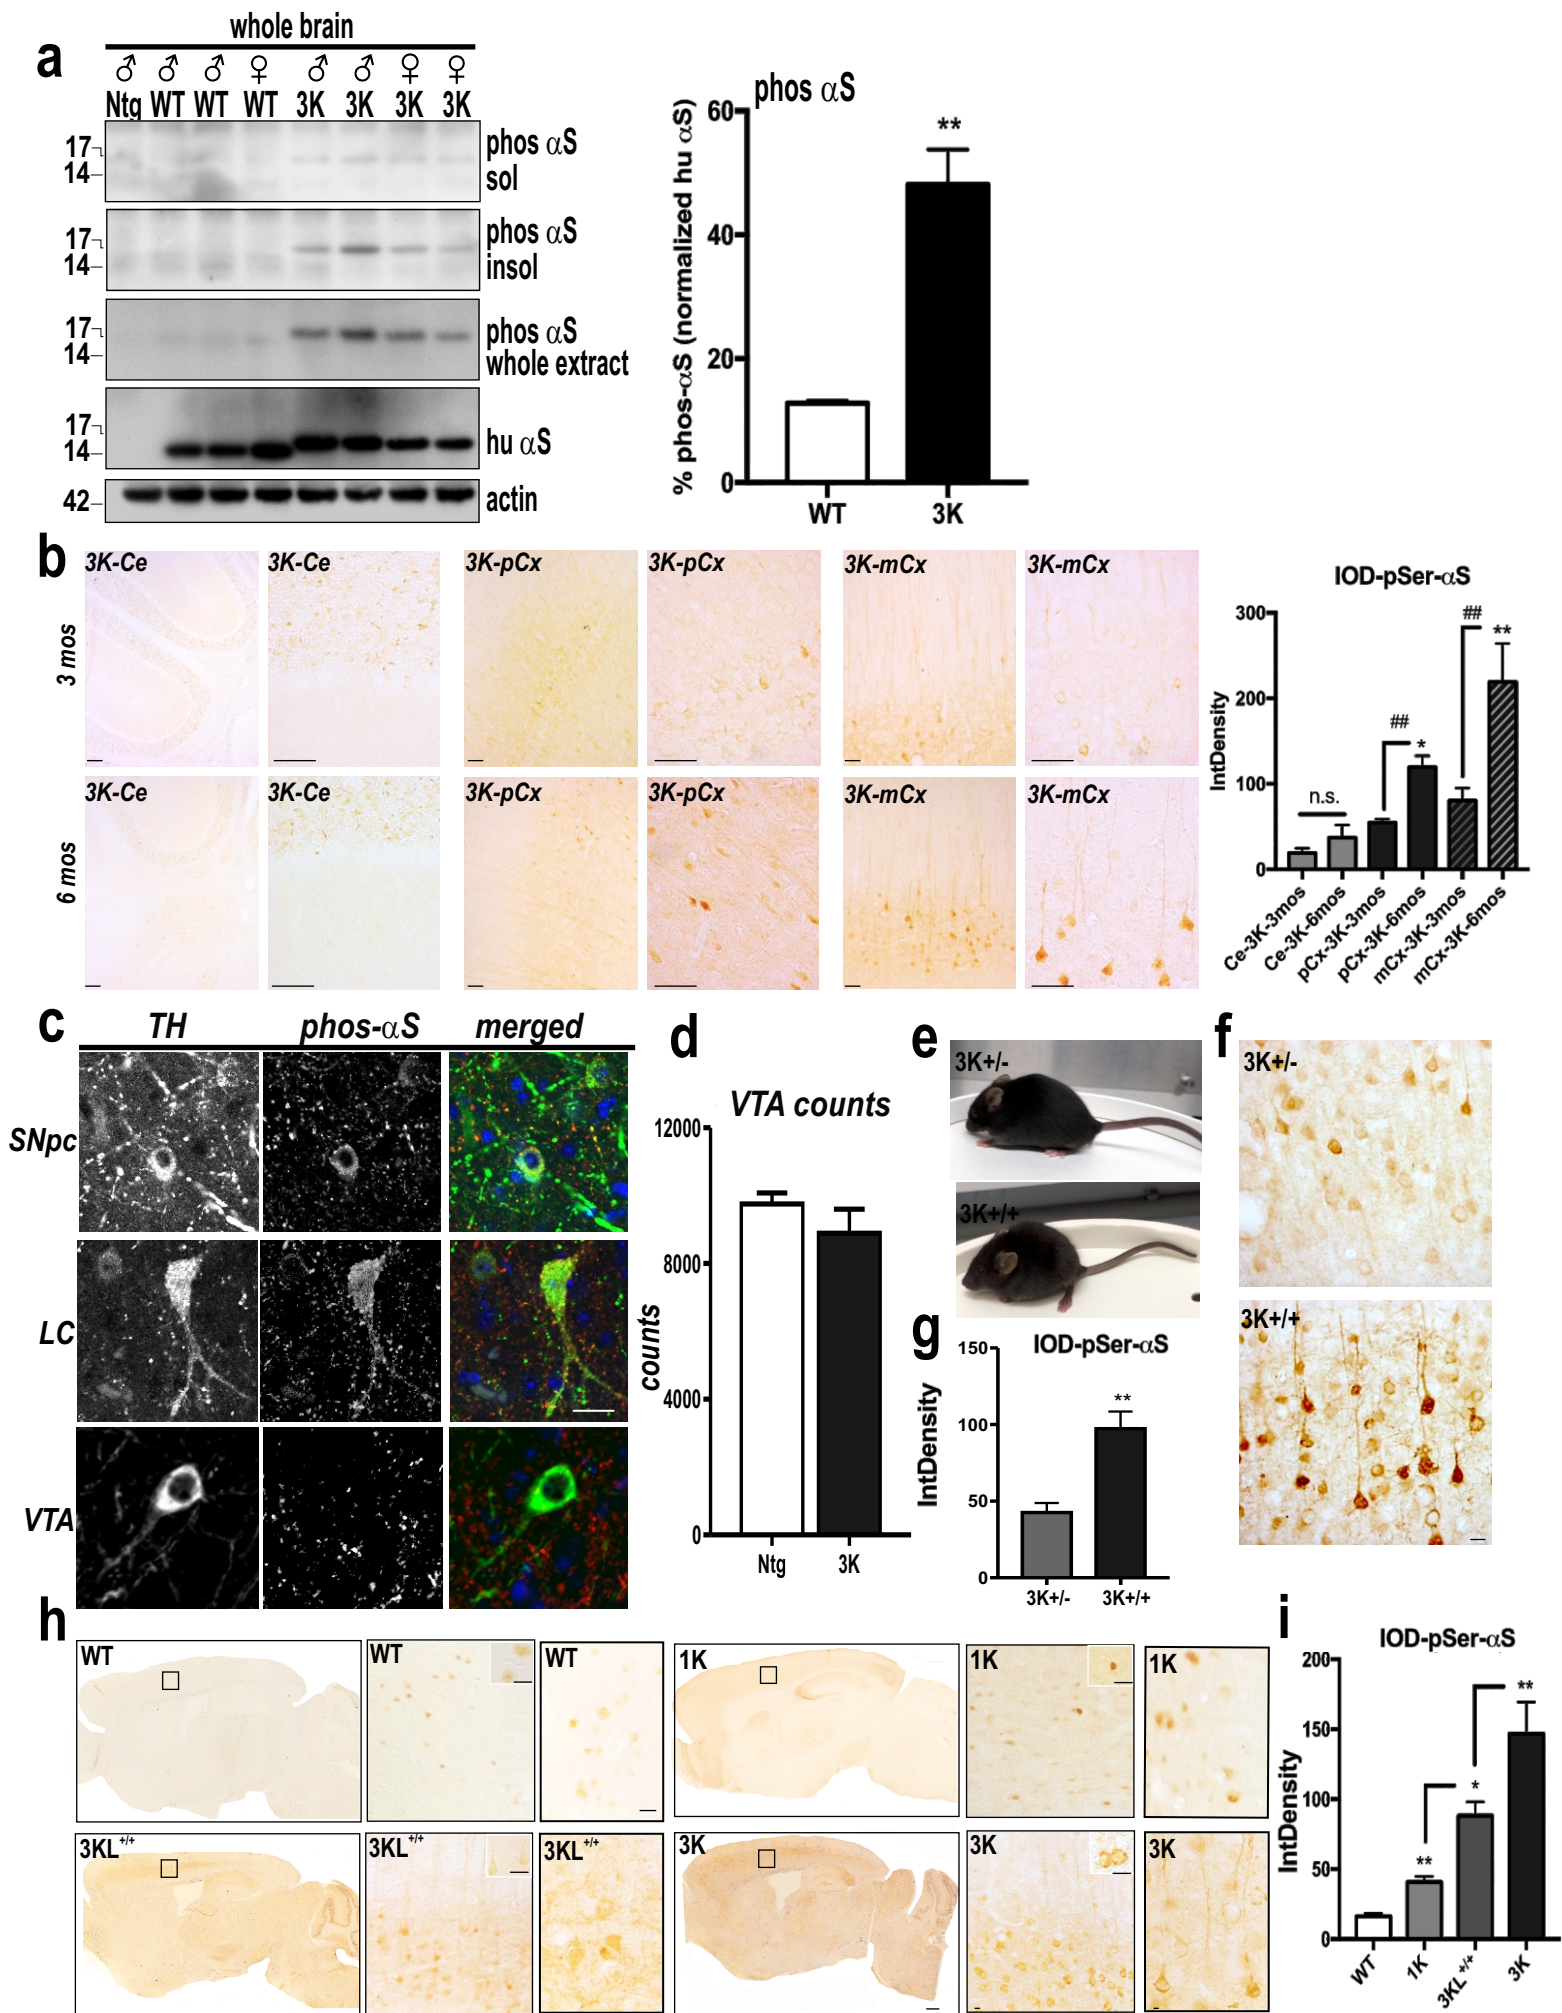 a
whole brain
♂ ♂ ♂ ♀ ♂ ♂ ♀ ♀
Ntg WT WT WT 3K 3K 3K 3K
17
14
phos αS
sol
17
14
phos αS
insol
17
14
phos αS
whole extract
17
14
hu αS
42
actin
phos αS
% phos-αS (normalized hu αS)
60
40
20
0
**
WT
3K
b
3 mos
6 mos
3K-Ce
3K-Ce
3K-pCx
3K-pCx
3K-mCx
3K-mCx
3K-Ce
3K-Ce
3K-pCx
3K-pCx
3K-mCx
3K-mCx
IOD-pSer-αS
IntDensity
300
200
100
0
n.s.
##
*
##
**
Ce-3K-3mos
Ce-3K-6mos
pCx-3K-3mos
pCx-3K-6mos
mCx-3K-3mos
mCx-3K-6mos
c
TH
phos-αS
merged
SNpc
LC
VTA
d
VTA counts
counts
12000
8000
4000
0
Ntg
3K
e
3K+/-
3K+/+
f
3K+/-
3K+/+
g
IOD-pSer-αS
IntDensity
150
100
50
0
**
3K+/-
3K+/+
h
WT
WT
WT
1K
1K
1K
3KL+/+
3KL+/+
3KL+/+
3K
3K
3K
i
IOD-pSer-αS
IntDensity
200
150
100
50
0
**
*
**
WT
1K
3KL+/+
3K